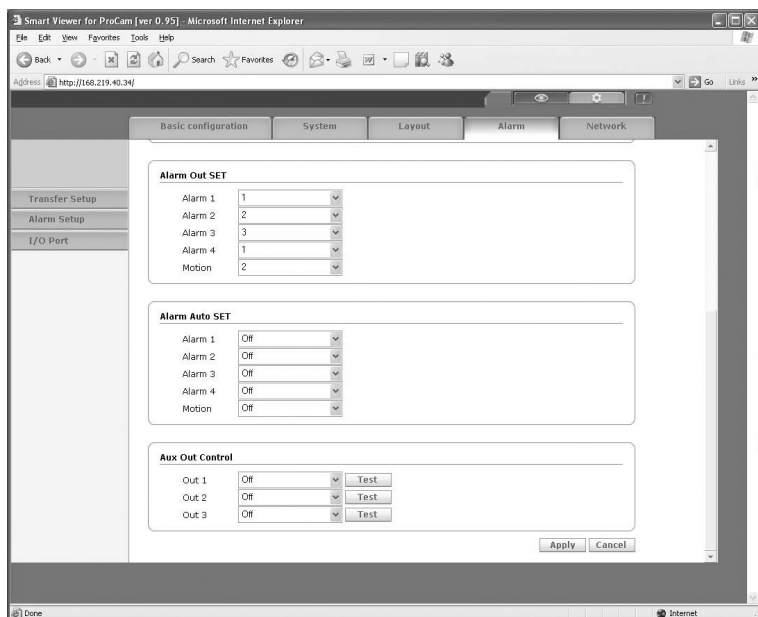 Smart Viewer for ProCam [ver 0.95] - Microsoft Internet Explorer
File Edit View Favorites Tools Help
Back Search Favorites
Address http://168.219.40.34/ Go Links »
Basic configuration System Layout Alarm Network
Transfer Setup
Alarm Setup
I/O Port
Alarm Out SET
Alarm 1 1
Alarm 2 2
Alarm 3 3
Alarm 4 1
Motion 2
Alarm Auto SET
Alarm 1 Off
Alarm 2 Off
Alarm 3 Off
Alarm 4 Off
Motion Off
Aux Out Control
Out 1 Off Test
Out 2 Off Test
Out 3 Off Test
Apply Cancel
Done Internet